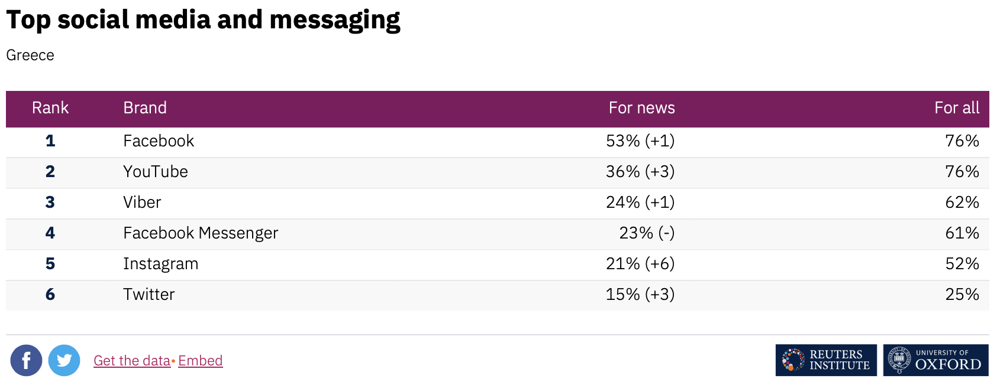 Top social media and messaging
Greece
Rank Brand For news For all
1 Facebook 53% (+1) 76%
2 YouTube 36% (+3) 76%
3 Viber 24% (+1) 62%
4 Facebook Messenger 23% (-) 61%
5 Instagram 21% (+6) 52%
6 Twitter 15% (+3) 25%
Get the data• Embed
REUTERS
INSTITUTE
UNIVERSITY OF
OXFORD